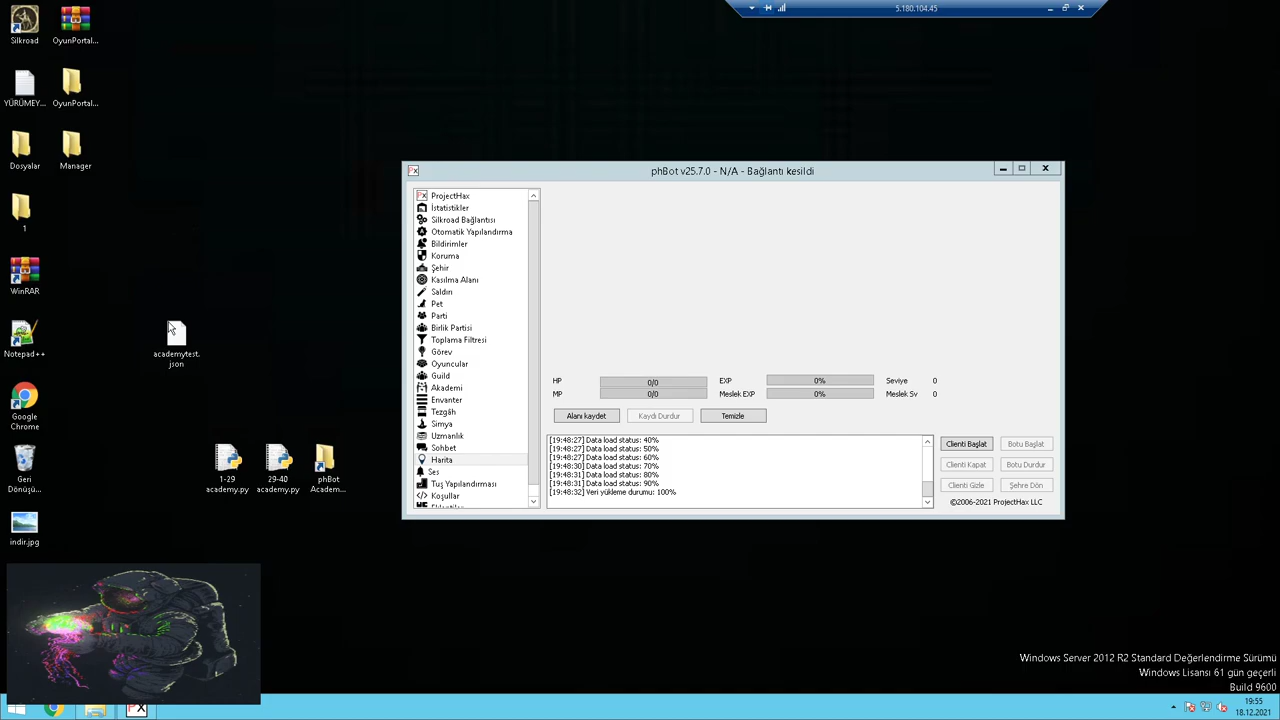 5.180.104.45
Silkroad
OyunPortal...
YÜRÜMEY...
OyunPortal...
Dosyalar
Manager
1
WinRAR
Notepad++
academytest.
json
Google
Chrome
Geri
Dönüşü...
1-29
academy.py
29-40
academy.py
phBot
Academ...
indir.jpg
phBot v25.7.0 - N/A - Bağlantı kesildi
ProjectHax
İstatistikler
Silkroad Bağlantısı
Otomatik Yapılandırma
Bildirimler
Koruma
Şehir
Kasılma Alanı
Saldırı
Pet
Parti
Birlik Partisi
Toplama Filtresi
Görev
Oyuncular
Guild
Akademi
Envanter
Tezgâh
Simya
Uzmanlık
Sohbet
Harita
Ses
Tuş Yapılandırması
Koşullar
HP 0/0 EXP 0% Seviye 0
MP 0/0 Meslek EXP 0% Meslek Sv 0
Alanı kaydet Kaydı Durdur Temizle
[19:48:27] Data load status: 40%
[19:48:27] Data load status: 50%
[19:48:27] Data load status: 60%
[19:48:30] Data load status: 70%
[19:48:31] Data load status: 80%
[19:48:31] Data load status: 90%
[19:48:32] Veri yükleme durumu: 100%
Clienti Başlat Botu Başlat
Clienti Kapat Botu Durdur
Clienti Gizle Şehre Dön
©2006-2021 ProjectHax LLC
Windows Server 2012 R2 Standard Değerlendirme Sürümü
Windows Lisansı 61 gün geçerli
Build 9600
19:55
18.12.2021